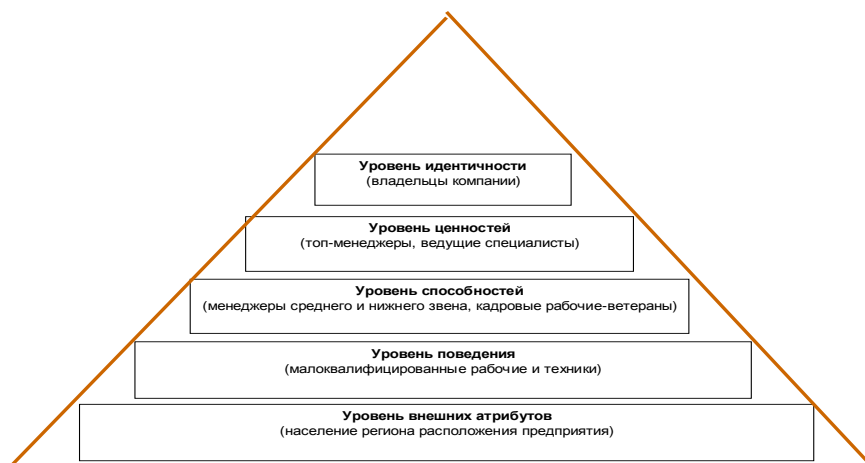 Уровень идентичности
(владельцы компании)
Уровень ценностей
(топ-менеджеры, ведущие специалисты)
Уровень способностей
(менеджеры среднего и нижнего звена, кадровые рабочие-ветераны)
Уровень поведения
(малоквалифицированные рабочие и техники)
Уровень внешних атрибутов
(население региона расположения предприятия)